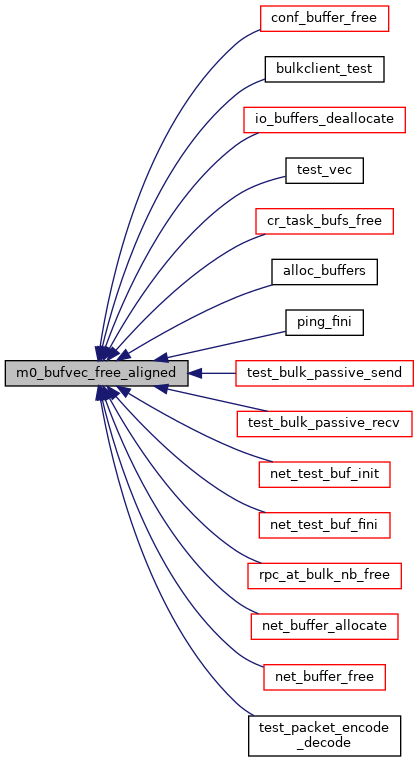 conf_buffer_free
bulkclient_test
io_buffers_deallocate
test_vec
cr_task_bufs_free
alloc_buffers
ping_fini
m0_bufvec_free_aligned
test_bulk_passive_send
test_bulk_passive_recv
net_test_buf_init
net_test_buf_fini
rpc_at_bulk_nb_free
net_buffer_allocate
net_buffer_free
test_packet_encode
_decode